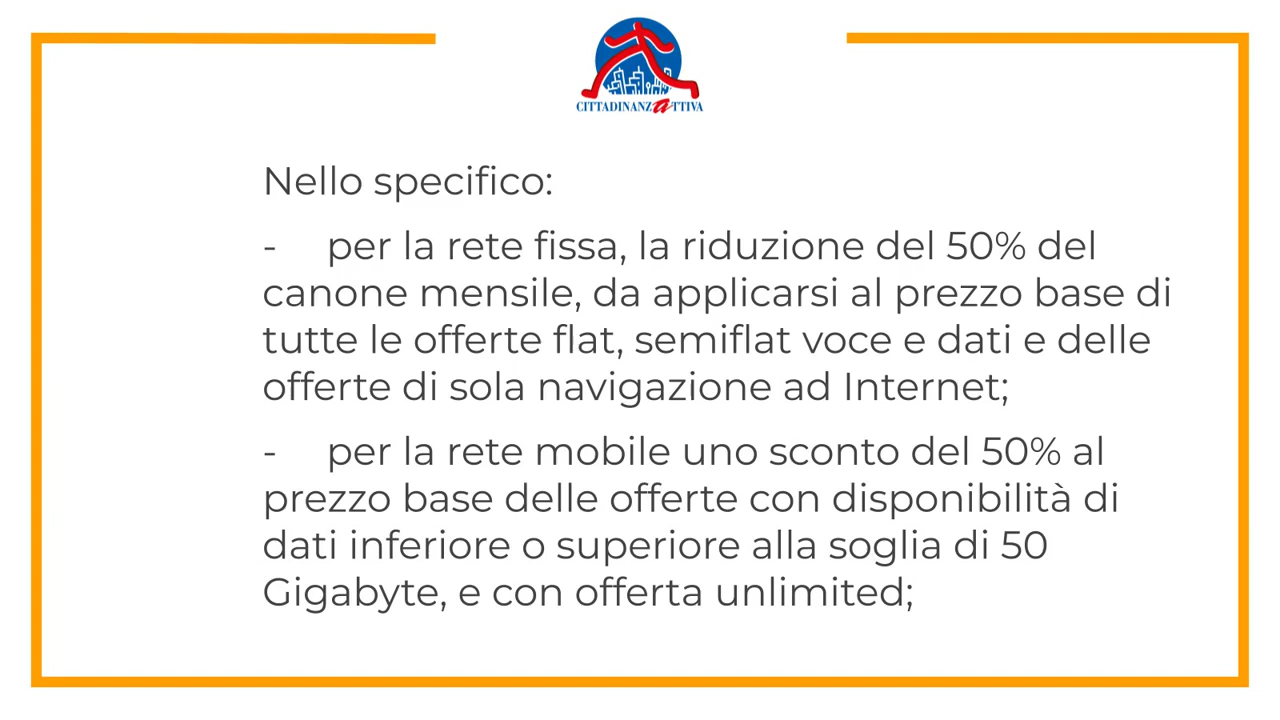 CITTADINANZATTIVA
Nello specifico:
- per la rete fissa, la riduzione del 50% del
canone mensile, da applicarsi al prezzo base di
tutte le offerte flat, semiflat voce e dati e delle
offerte di sola navigazione ad Internet;
- per la rete mobile uno sconto del 50% al
prezzo base delle offerte con disponibilità di
dati inferiore o superiore alla soglia di 50
Gigabyte, e con offerta unlimited;